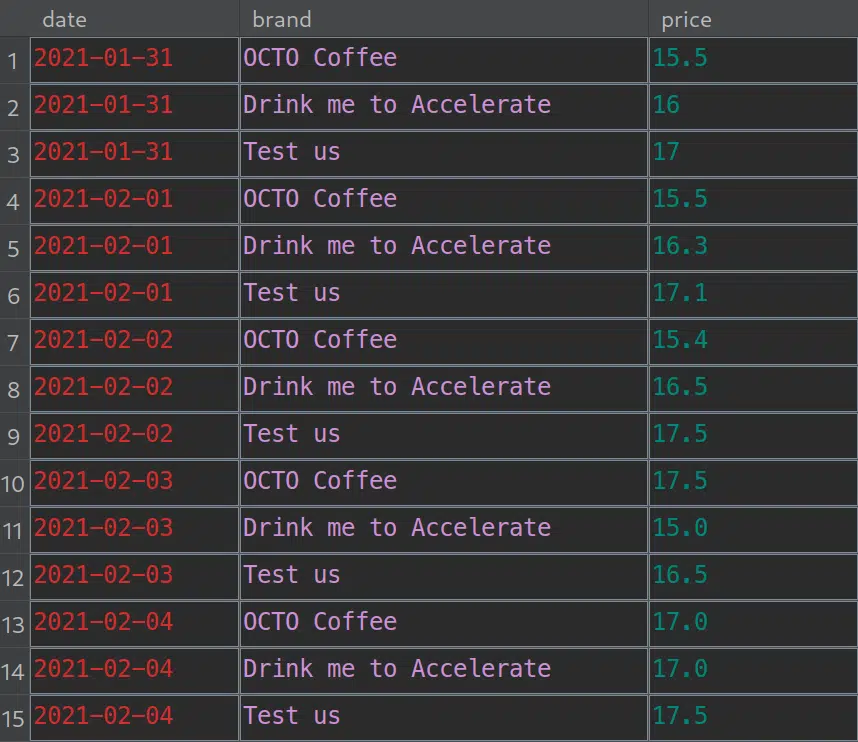 date brand price
1 2021-01-31 OCTO Coffee 15.5
2 2021-01-31 Drink me to Accelerate 16
3 2021-01-31 Test us 17
4 2021-02-01 OCTO Coffee 15.5
5 2021-02-01 Drink me to Accelerate 16.3
6 2021-02-01 Test us 17.1
7 2021-02-02 OCTO Coffee 15.4
8 2021-02-02 Drink me to Accelerate 16.5
9 2021-02-02 Test us 17.5
10 2021-02-03 OCTO Coffee 17.5
11 2021-02-03 Drink me to Accelerate 15.0
12 2021-02-03 Test us 16.5
13 2021-02-04 OCTO Coffee 17.0
14 2021-02-04 Drink me to Accelerate 17.0
15 2021-02-04 Test us 17.5